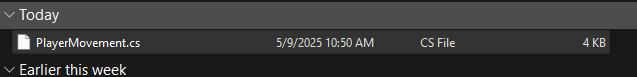 Today
PlayerMovement.cs 5/9/2025 10:50 AM CS File 4 KB
Earlier this week